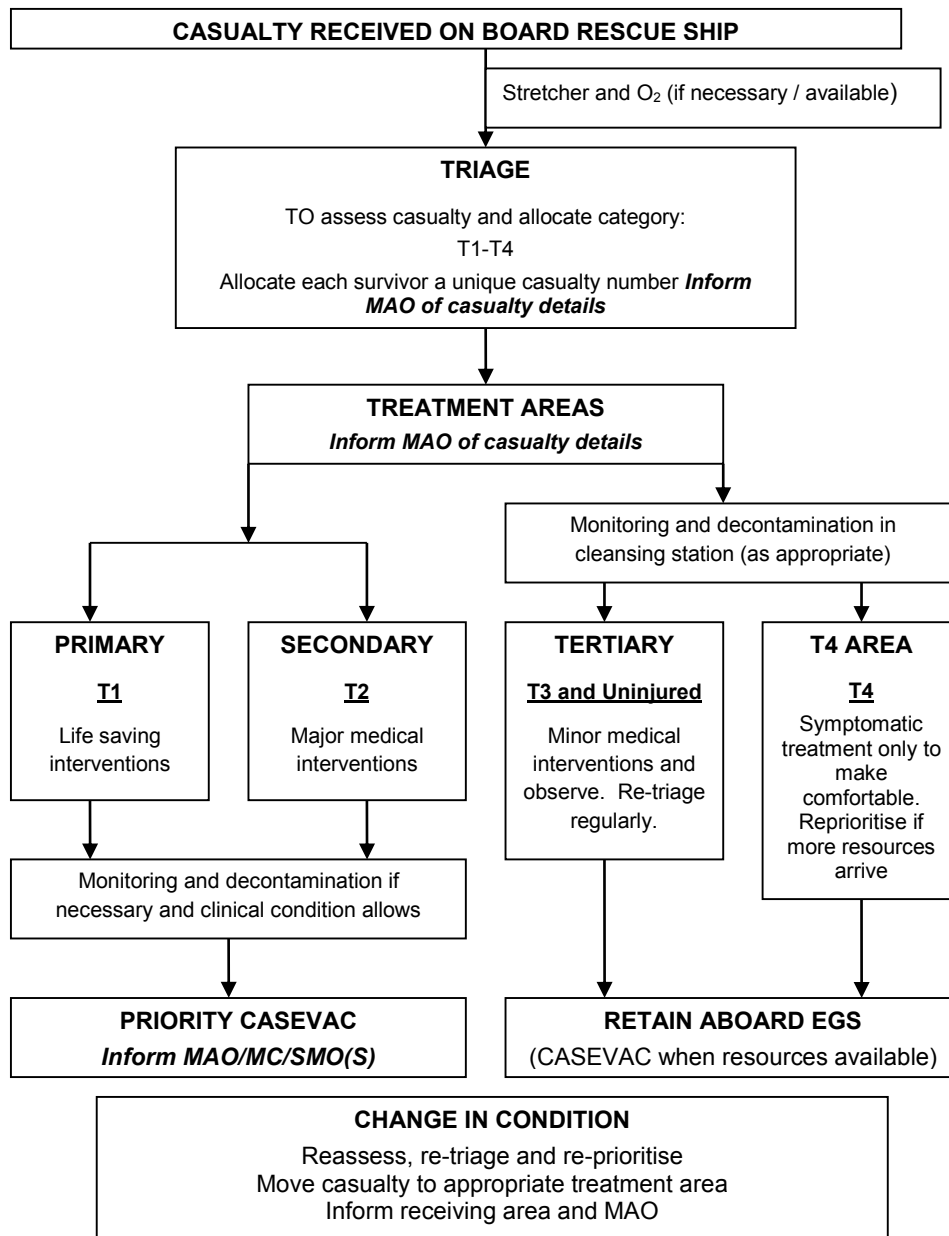 CASUALTY RECEIVED ON BOARD RESCUE SHIP
Stretcher and O₂ (if necessary / available)
TRIAGE
TO assess casualty and allocate category:
T1-T4
Allocate each survivor a unique casualty number Inform
MAO of casualty details
TREATMENT AREAS
Inform MAO of casualty details
Monitoring and decontamination in
cleansing station (as appropriate)
PRIMARY
T1
Life saving
interventions
SECONDARY
T2
Major medical
interventions
TERTIARY
T3 and Uninjured
Minor medical
interventions and
observe. Re-triage
regularly.
T4 AREA
T4
Symptomatic
treatment only to
make
comfortable.
Reprioritise if
more resources
arrive
Monitoring and decontamination if
necessary and clinical condition allows
PRIORITY CASEVAC
Inform MAO/MC/SMO(S)
RETAIN ABOARD EGS
(CASEVAC when resources available)
CHANGE IN CONDITION
Reassess, re-triage and re-prioritise
Move casualty to appropriate treatment area
Inform receiving area and MAO